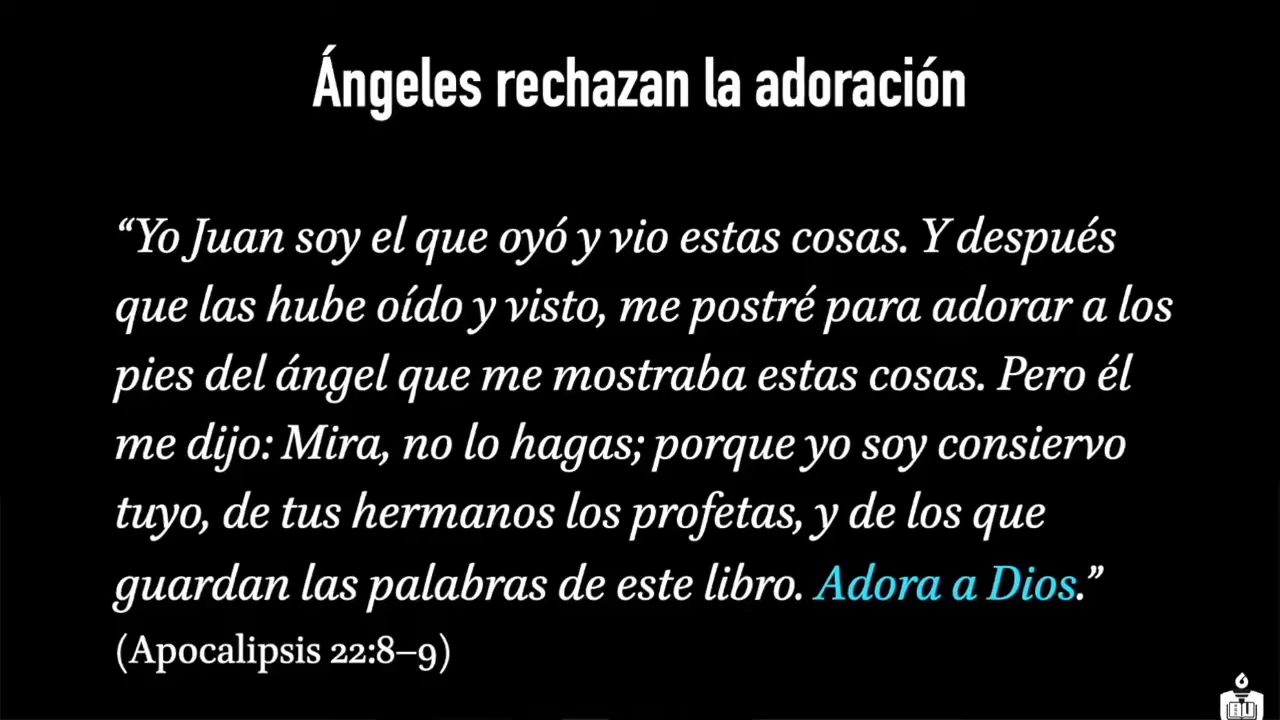 Ángeles rechazan la adoración
“Yo Juan soy el que oyó y vio estas cosas. Y después
que las hube oído y visto, me postré para adorar a los
pies del ángel que me mostraba estas cosas. Pero él
me dijo: Mira, no lo hagas; porque yo soy consiervo
tuyo, de tus hermanos los profetas, y de los que
guardan las palabras de este libro. Adora a Dios.”
(Apocalipsis 22:8–9)